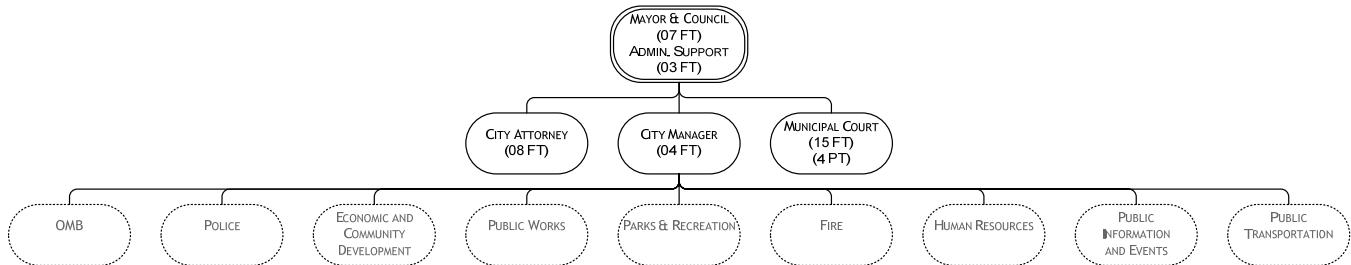 MAYOR & COUNCIL
(07 FT)
ADMIN. SUPPORT
(03 FT)
CITY ATTORNEY
(08 FT)
CITY MANAGER
(04 FT)
MUNICIPAL COURT
(15 FT)
(4 PT)
OMB
POLICE
ECONOMIC AND
COMMUNITY
DEVELOPMENT
PUBLIC WORKS
PARKS & RECREATION
FIRE
HUMAN RESOURCES
PUBLIC
INFORMATION
AND EVENTS
PUBLIC
TRANSPORTATION